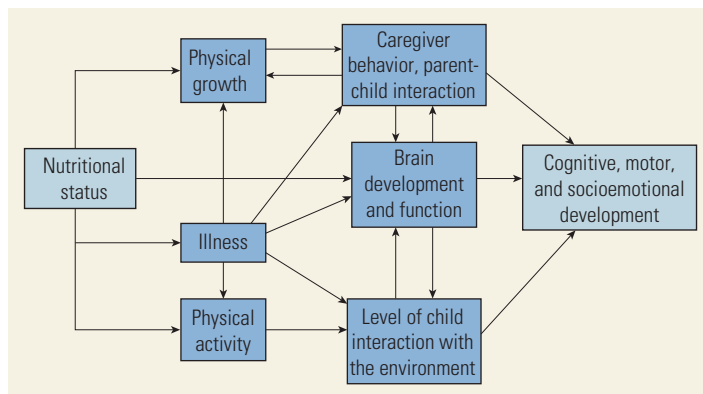 Physical
growth
Caregiver
behavior, parent-
child interaction
Nutritional
status
Brain
development
and function
Cognitive, motor,
and socioemotional
development
Illness
Physical
activity
Level of child
interaction with
the environment